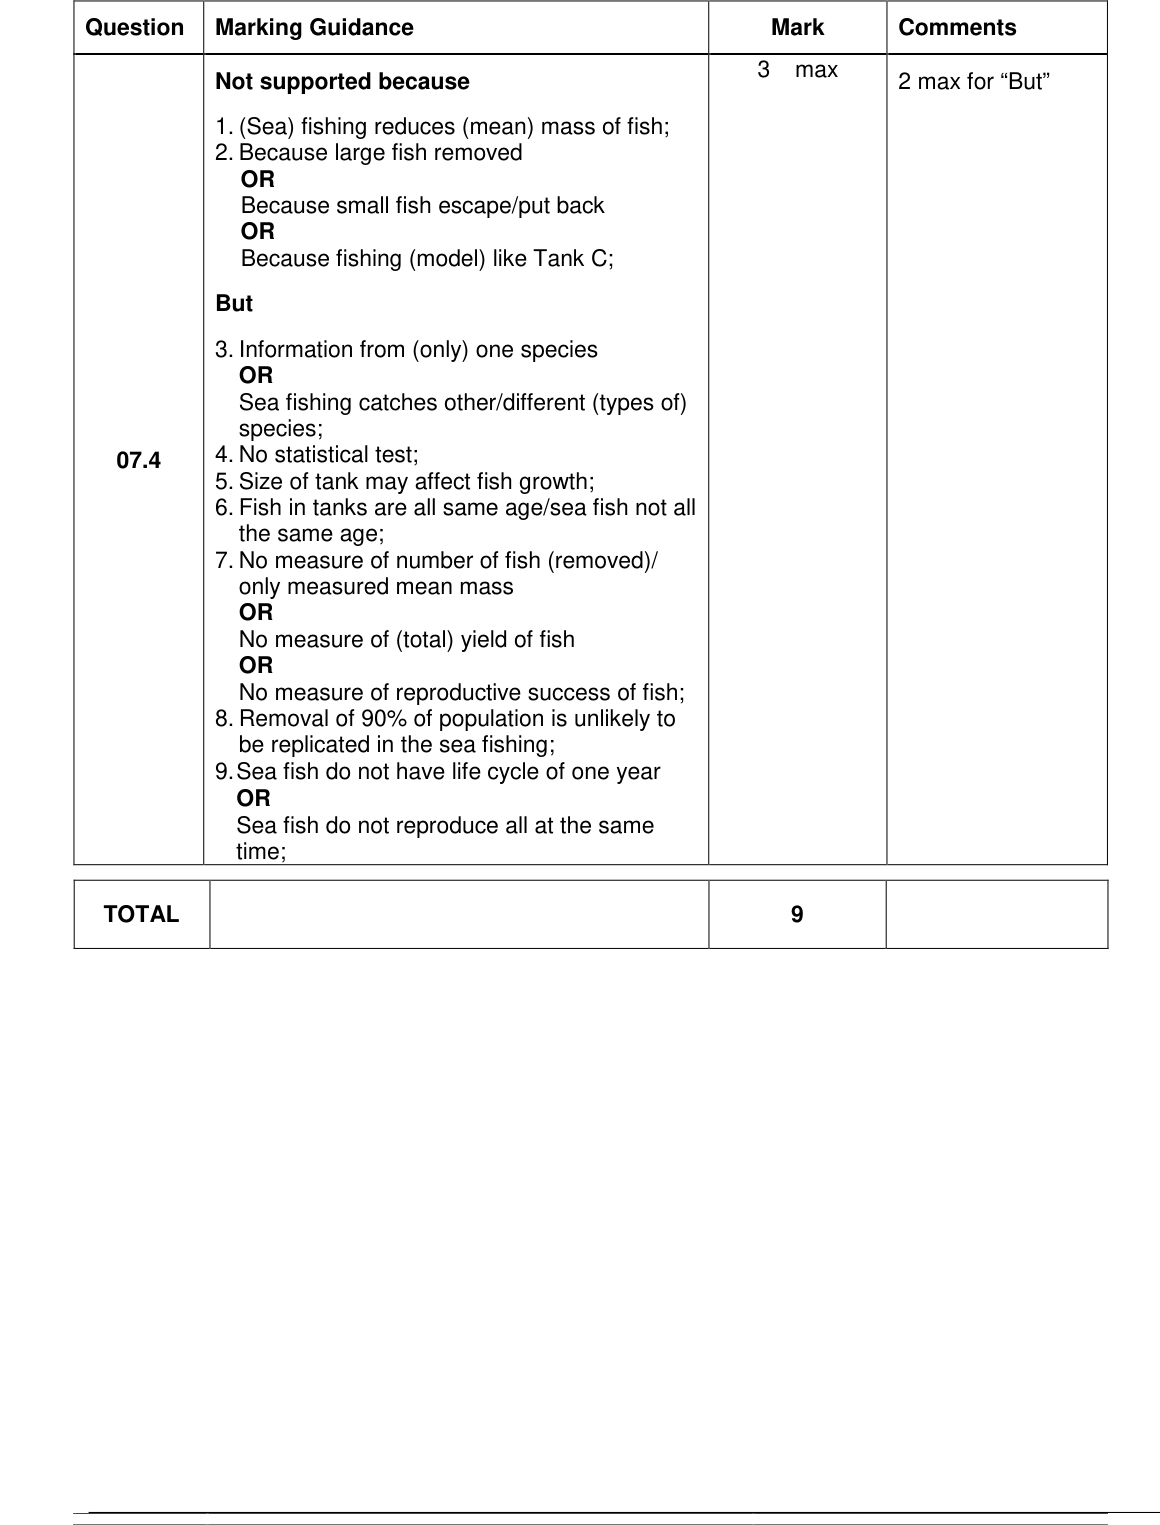 Question Marking Guidance Mark Comments
07.4
Not supported because
1. (Sea) fishing reduces (mean) mass of fish;
2. Because large fish removed
OR
Because small fish escape/put back
OR
Because fishing (model) like Tank C;
But
3. Information from (only) one species
OR
Sea fishing catches other/different (types of)
species;
4. No statistical test;
5. Size of tank may affect fish growth;
6. Fish in tanks are all same age/sea fish not all
the same age;
7. No measure of number of fish (removed)/
only measured mean mass
OR
No measure of (total) yield of fish
OR
No measure of reproductive success of fish;
8. Removal of 90% of population is unlikely to
be replicated in the sea fishing;
9. Sea fish do not have life cycle of one year
OR
Sea fish do not reproduce all at the same
time;
3 max
2 max for “But”
TOTAL 9